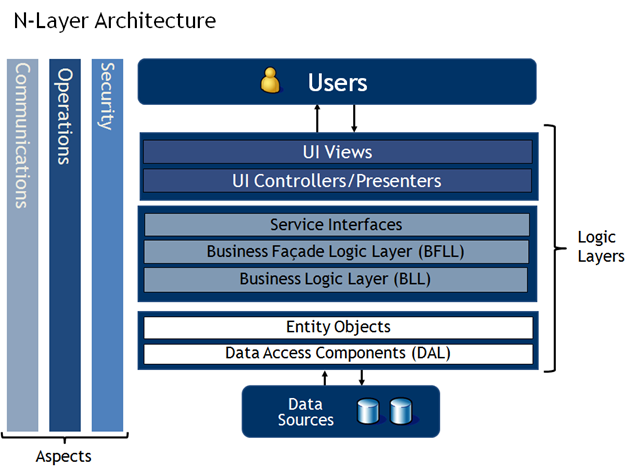 N-Layer Architecture
Communications
Operations
Security
Users
UI Views
UI Controllers/Presenters
Service Interfaces
Business Façade Logic Layer (BFLL)
Business Logic Layer (BLL)
Entity Objects
Data Access Components (DAL)
Data
Sources
Logic
Layers
Aspects